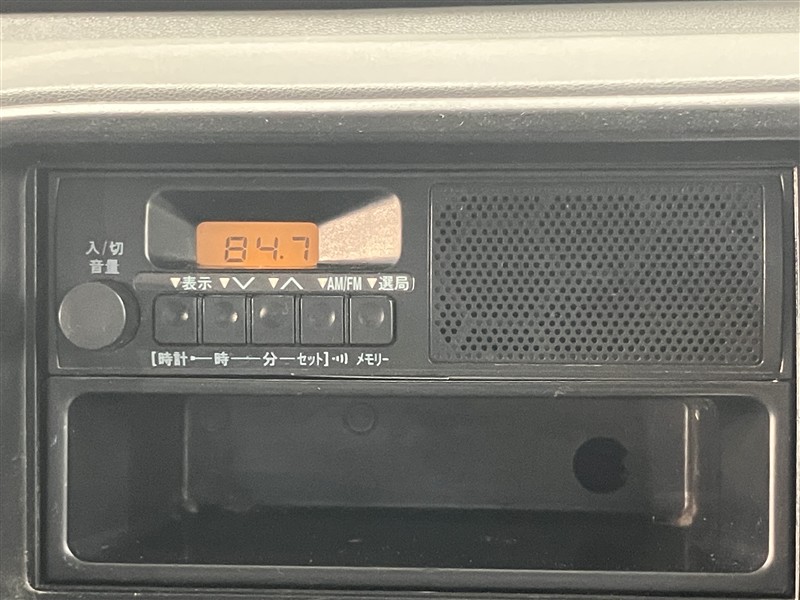 84.7
入/切
音量
▼表示 ▼﹀ ▼︿ ▼AM/FM ▼選局
[時計 時 分 セット] メモリー